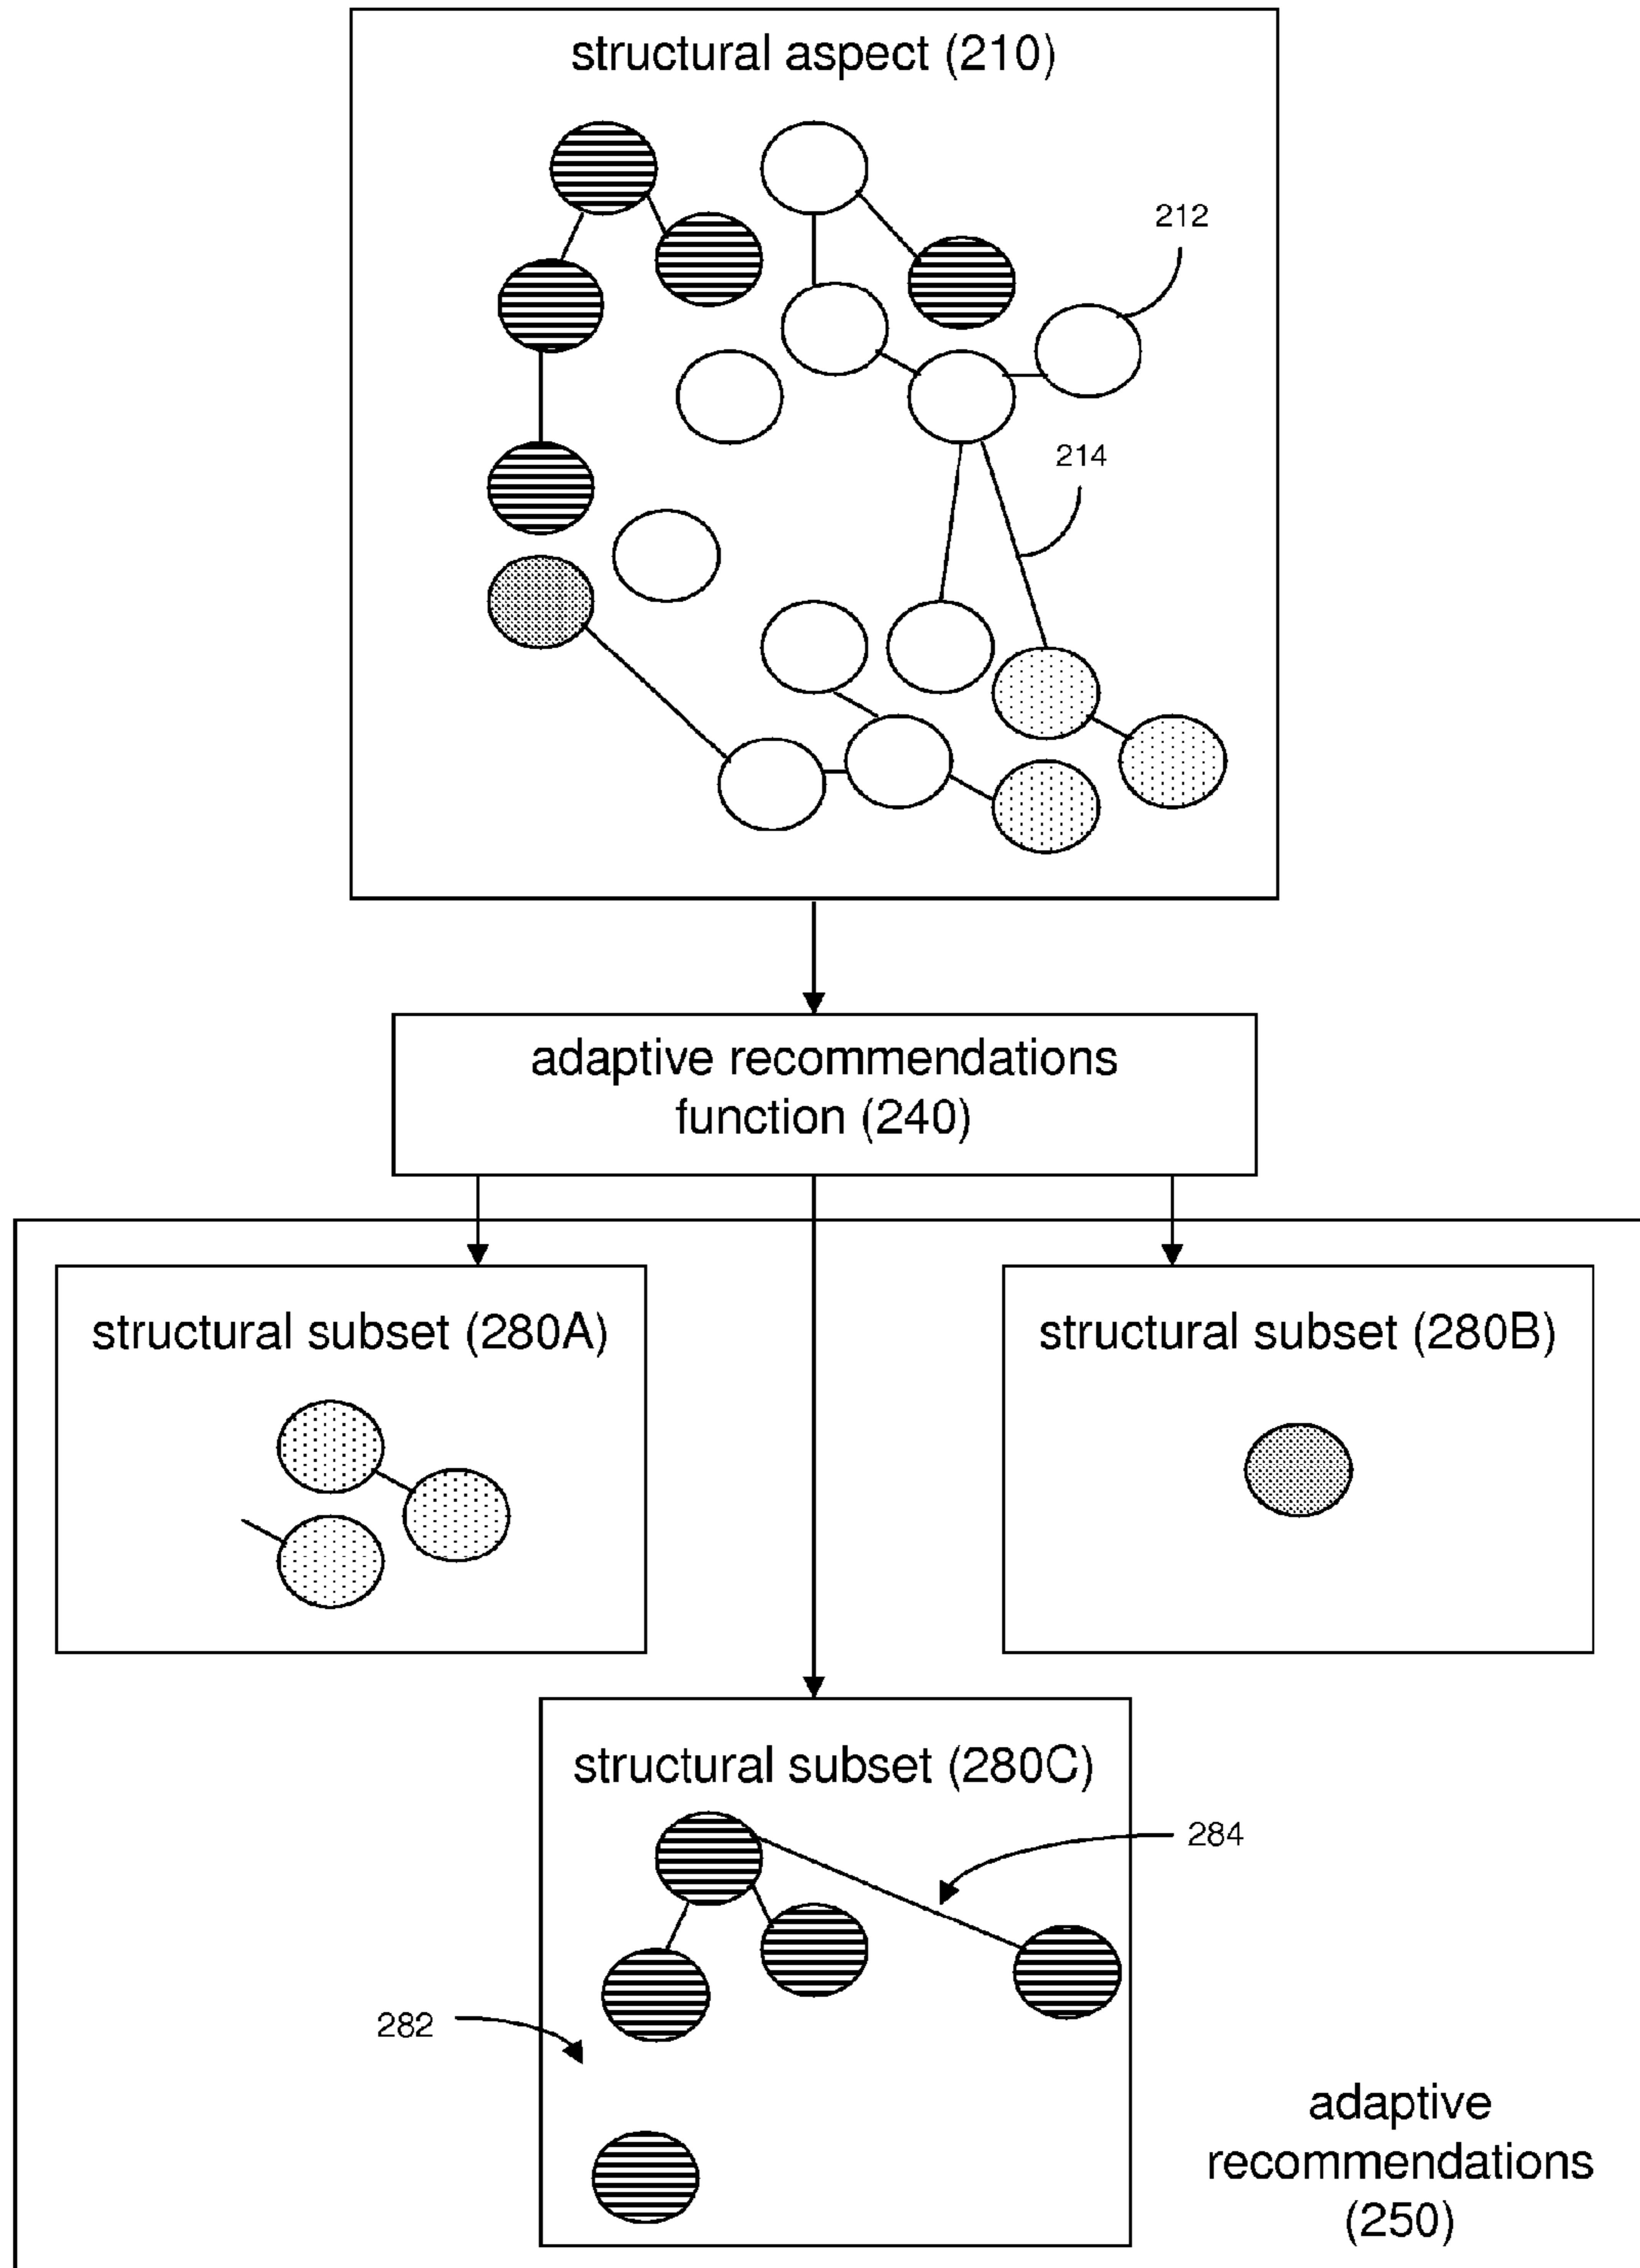 structural aspect (210)
212
214
adaptive recommendations
function (240)
structural subset (280A)
structural subset (280B)
structural subset (280C)
284
282
adaptive
recommendations
(250)